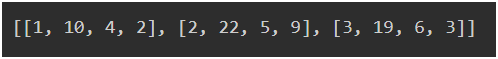 [[1, 10, 4, 2], [2, 22, 5, 9], [3, 19, 6, 3]]